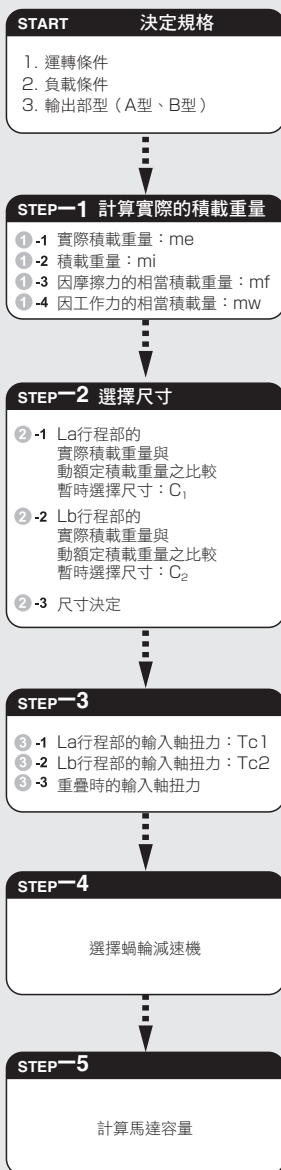 START 決定規格
1. 運轉條件
2. 負載條件
3. 輸出部型（A型、B型）
STEP－1 計算實際的積載重量
①-1 實際積載重量：me
①-2 積載重量：mi
①-3 因摩擦力的相當積載重量：mf
①-4 因工作力的相當積載量：mw
STEP－2 選擇尺寸
②-1 La行程部的
實際積載重量與
動額定積載重量之比較
暫時選擇尺寸：C₁
②-2 Lb行程部的
實際積載重量與
動額定積載重量之比較
暫時選擇尺寸：C₂
②-3 尺寸決定
STEP－3
③-1 La行程部的輸入軸扭力：Tc1
③-2 Lb行程部的輸入軸扭力：Tc2
③-3 重疊時的輸入軸扭力
STEP－4
選擇蝸輪減速機
STEP－5
計算馬達容量